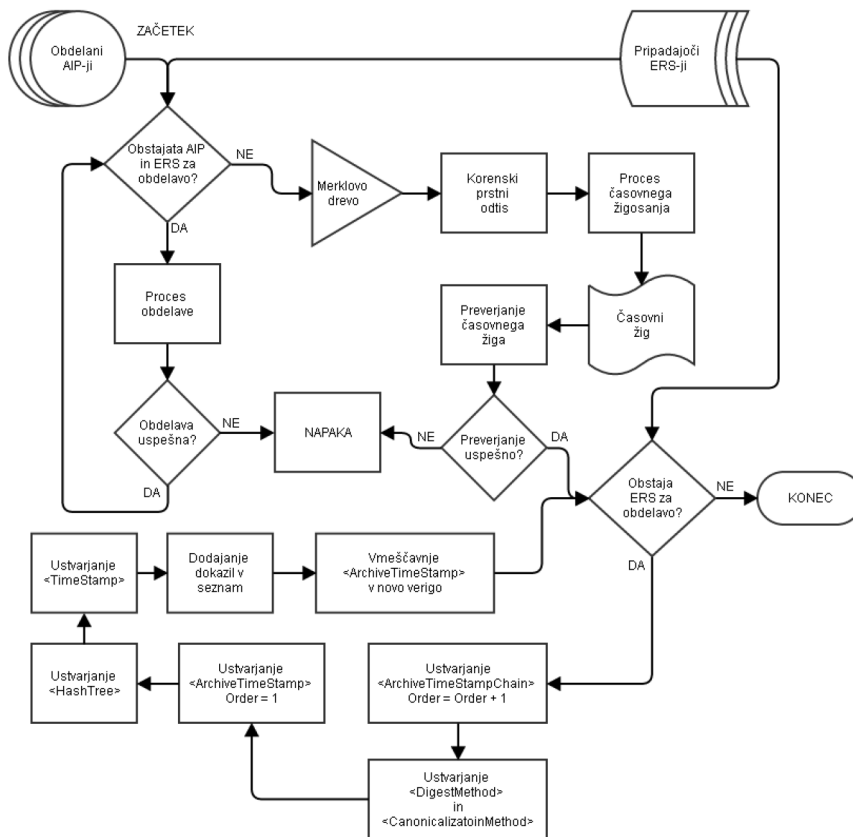 ZAČETEK
Obdelani
AIP-ji
Pripadajoči
ERS-ji
Obstajata AIP
in ERS za
obdelavo?
NE
DA
Merklovo
drevo
Korenski
prstni
odtis
Proces
časovnega
žigosanja
Proces
obdelave
Preverjanje
časovnega
žiga
Časovni
žig
Obdelava
uspešna?
NE
DA
NAPAKA
NE
Preverjanje
uspešno?
DA
Obstaja
ERS za
obdelavo?
NE
DA
KONEC
Ustvarjanje
<TimeStamp>
Dodajanje
dokazil v
seznam
Vmeščavnje
<ArchiveTimeStamp>
v novo verigo
Ustvarjanje
<HashTree>
Ustvarjanje
<ArchiveTimeStamp>
Order = 1
Ustvarjanje
<ArchiveTimeStampChain>
Order = Order + 1
Ustvarjanje
<DigestMethod>
in
<CanonicalizatoinMethod>